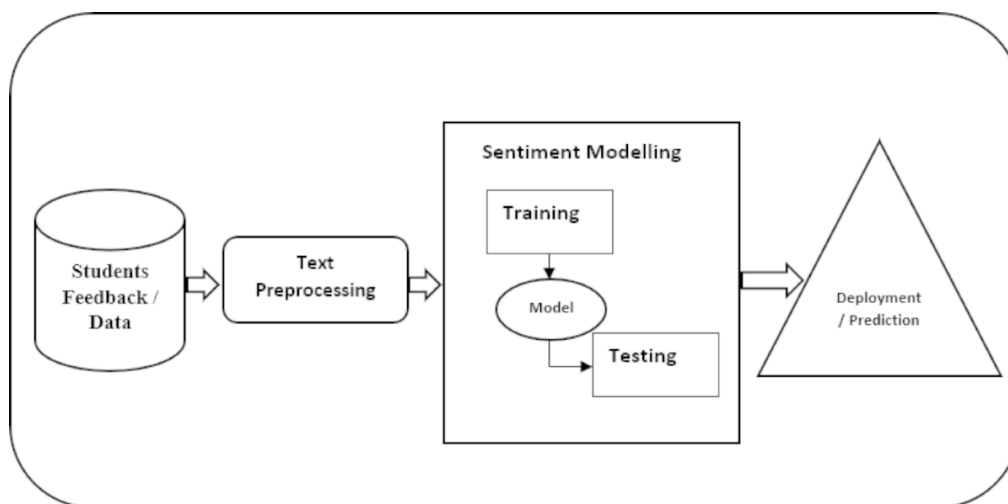 Students
Feedback /
Data
Text
Preprocessing
Sentiment Modelling
Training
Model
Testing
Deployment
/ Prediction